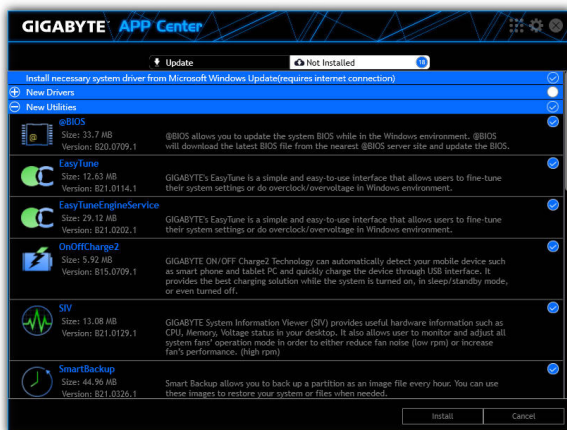 GIGABYTE APP Center
Update
Not Installed
18
Install necessary system driver from Microsoft Windows Update(requires internet connection)
New Drivers
New Utilities
@BIOS
Size: 33.7 MB
Version: B20.0709.1
@BIOS allows you to update the system BIOS while in the Windows environment. @BIOS
will download the latest BIOS file from the nearest @BIOS server site and update the BIOS.
EasyTune
Size: 12.63 MB
Version: B21.0114.1
GIGABYTE's EasyTune is a simple and easy-to-use interface that allows users to fine-tune
their system settings or do overclock/overvoltage in Windows environment.
EasyTuneEngineService
Size: 29.12 MB
Version: B21.0202.1
GIGABYTE's EasyTune is a simple and easy-to-use interface that allows users to fine-tune
their system settings or do overclock/overvoltage in Windows environment.
OnOffCharge2
Size: 5.92 MB
Version: B15.0709.1
GIGABYTE ON/OFF Charge2 Technology can automatically detect your mobile device such
as smart phone and tablet PC and quickly charge the device through USB interface. It
provides the best charging solution while the system is turned on, in sleep/standby mode,
or even turned off.
SIV
Size: 13.08 MB
Version: B21.0129.1
GIGABYTE System Information Viewer (SIV) provides useful hardware information such as
CPU, Memory, Voltage status in your desktop. It also allows user to monitor and adjust all
system fans' operation mode in order to either reduce fan noise (low rpm) or increase
fan's performance. (high rpm)
SmartBackup
Size: 44.96 MB
Version: B21.0326.1
Smart Backup allows you to back up a partition as an image file every hour. You can use
these images to restore your system or files when needed.
Install
Cancel